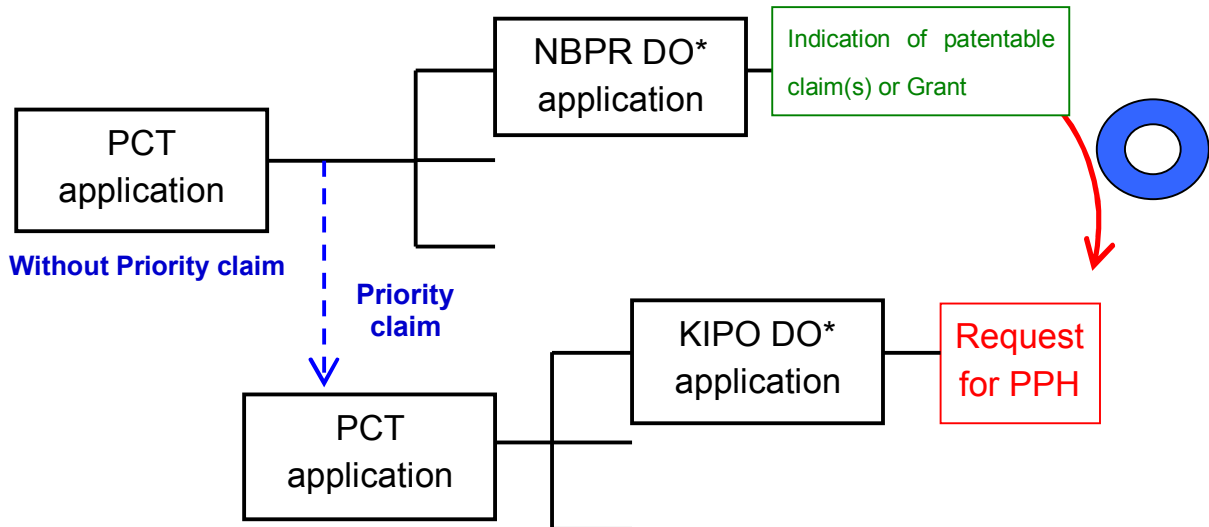 NBPR DO*
application
Indication of patentable
claim(s) or Grant
PCT
application
Without Priority claim
Priority
claim
KIPO DO*
application
Request
for PPH
PCT
application